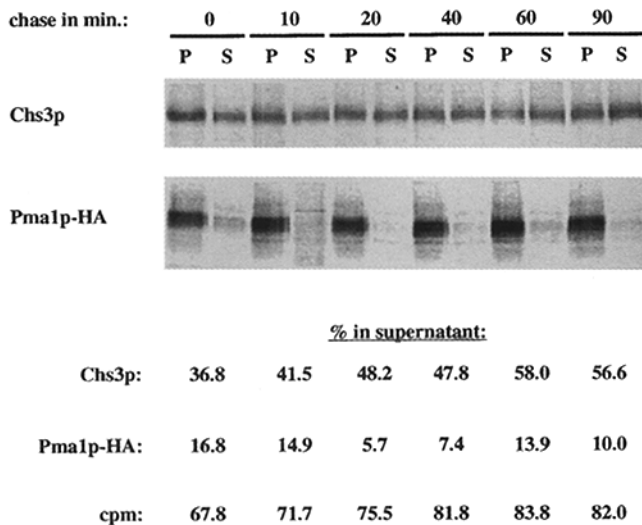 chase in min.: 0 10 20 40 60 90
P S P S P S P S P S P S
Chs3p
Pma1p-HA
% in supernatant:
Chs3p: 36.8 41.5 48.2 47.8 58.0 56.6
Pma1p-HA: 16.8 14.9 5.7 7.4 13.9 10.0
cpm: 67.8 71.7 75.5 81.8 83.8 82.0